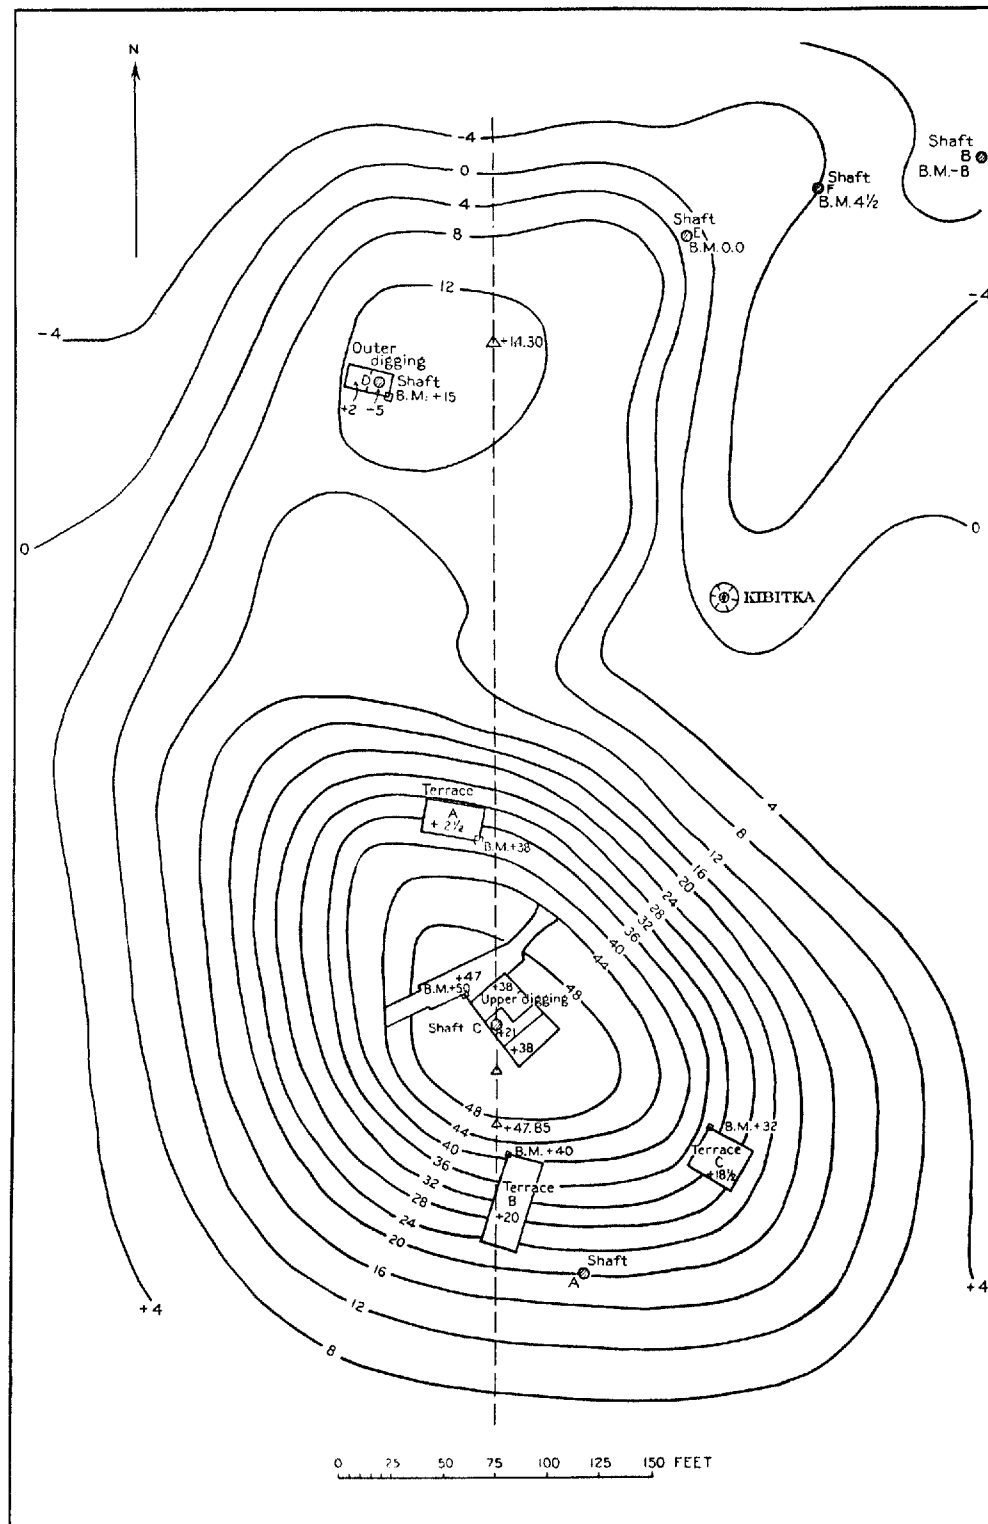 N
-4
0
4
8
12
Shaft
B
B.M.-B
Shaft
F
B.M. 4½
Shaft
E
B.M. 0.0
-4
-4
+14.30
Outer
digging
D
Shaft
B.M. +15
+2 -5
0
0
KIBITKA
4
8
12
16
20
24
28
32
36
40
44
48
Terrace
A
+ 2½
B.M.+38
+47
B.M.+50
+38
Upper digging
Shaft C
+21
+38
48
+47.85
44
40
36
32
28
24
20
16
12
8
B.M. +40
Terrace
B
+20
B.M.+32
Terrace
C
+18½
Shaft
A
+4
+4
0 25 50 75 100 125 150 FEET